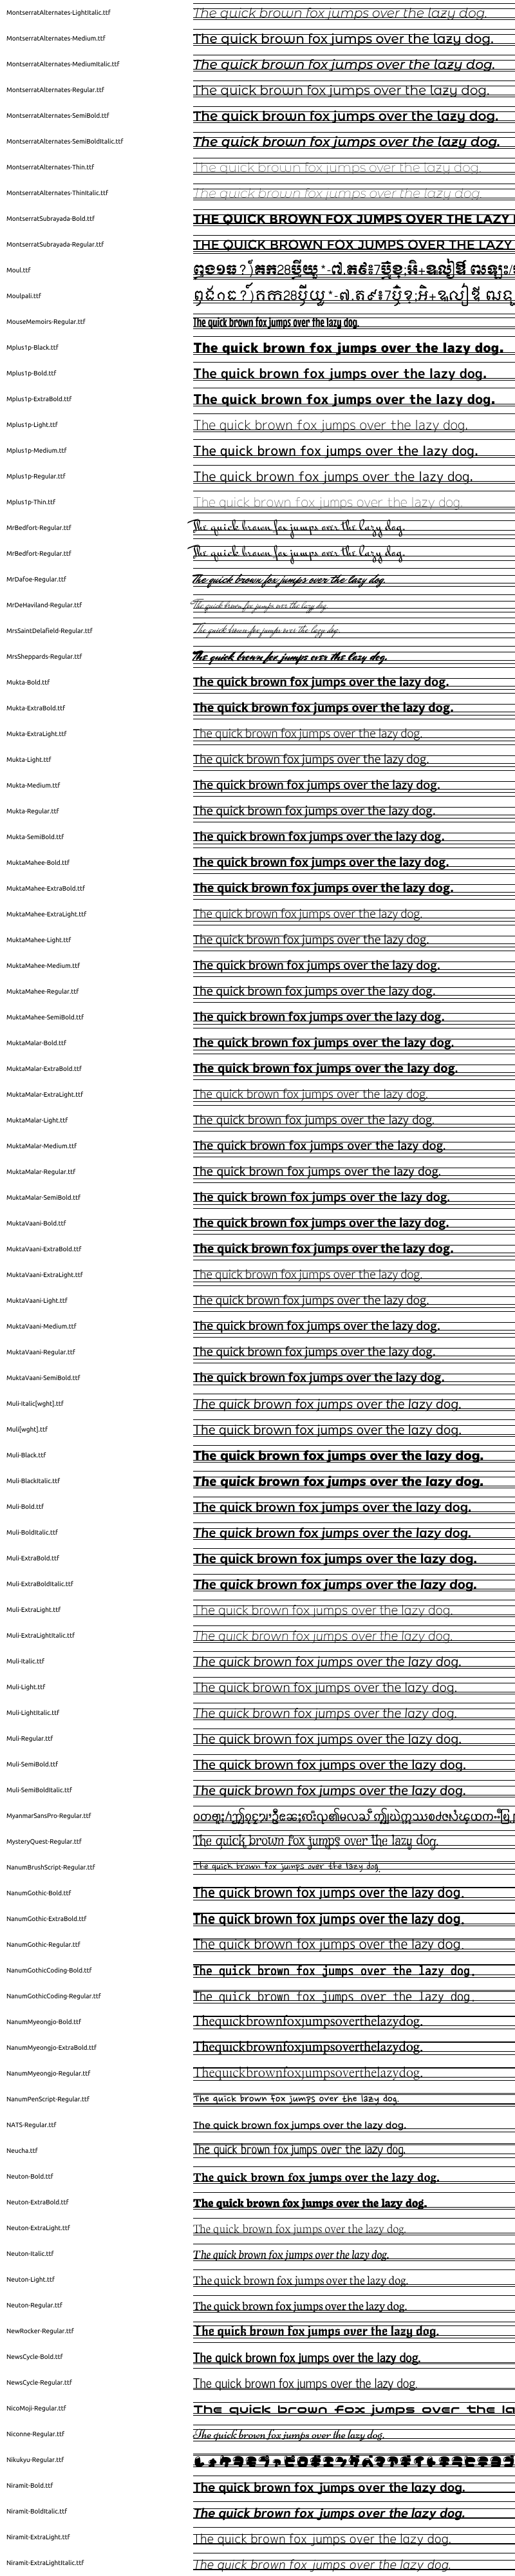 MontserratAlternates-LightItalic.ttf The quick brown fox jumps over the lazy dog.
MontserratAlternates-Medium.ttf The quick brown fox jumps over the lazy dog.
MontserratAlternates-MediumItalic.ttf The quick brown fox jumps over the lazy dog.
MontserratAlternates-Regular.ttf The quick brown fox jumps over the lazy dog.
MontserratAlternates-SemiBold.ttf The quick brown fox jumps over the lazy dog.
MontserratAlternates-SemiBoldItalic.ttf The quick brown fox jumps over the lazy dog.
MontserratAlternates-Thin.ttf The quick brown fox jumps over the lazy dog.
MontserratAlternates-ThinItalic.ttf The quick brown fox jumps over the lazy dog.
MontserratSubrayada-Bold.ttf THE QUICK BROWN FOX JUMPS OVER THE LAZY
MontserratSubrayada-Regular.ttf THE QUICK BROWN FOX JUMPS OVER THE LAZY
Moul.ttf
Moulpali.ttf
MouseMemoirs-Regular.ttf The quick brown fox jumps over the lazy dog.
Mplus1p-Black.ttf The quick brown fox jumps over the lazy dog.
Mplus1p-Bold.ttf The quick brown fox jumps over the lazy dog.
Mplus1p-ExtraBold.ttf The quick brown fox jumps over the lazy dog.
Mplus1p-Light.ttf The quick brown fox jumps over the lazy dog.
Mplus1p-Medium.ttf The quick brown fox jumps over the lazy dog.
Mplus1p-Regular.ttf The quick brown fox jumps over the lazy dog.
Mplus1p-Thin.ttf The quick brown fox jumps over the lazy dog.
MrBedfort-Regular.ttf The quick brown fox jumps over the lazy dog.
MrBedfort-Regular.ttf The quick brown fox jumps over the lazy dog.
MrDafoe-Regular.ttf The quick brown fox jumps over the lazy dog.
MrDeHaviland-Regular.ttf The quick brown fox jumps over the lazy dog.
MrsSaintDelafield-Regular.ttf The quick brown fox jumps over the lazy dog.
MrsSheppards-Regular.ttf The quick brown fox jumps over the lazy dog.
Mukta-Bold.ttf The quick brown fox jumps over the lazy dog.
Mukta-ExtraBold.ttf The quick brown fox jumps over the lazy dog.
Mukta-ExtraLight.ttf The quick brown fox jumps over the lazy dog.
Mukta-Light.ttf The quick brown fox jumps over the lazy dog.
Mukta-Medium.ttf The quick brown fox jumps over the lazy dog.
Mukta-Regular.ttf The quick brown fox jumps over the lazy dog.
Mukta-SemiBold.ttf The quick brown fox jumps over the lazy dog.
MuktaMahee-Bold.ttf The quick brown fox jumps over the lazy dog.
MuktaMahee-ExtraBold.ttf The quick brown fox jumps over the lazy dog.
MuktaMahee-ExtraLight.ttf The quick brown fox jumps over the lazy dog.
MuktaMahee-Light.ttf The quick brown fox jumps over the lazy dog.
MuktaMahee-Medium.ttf The quick brown fox jumps over the lazy dog.
MuktaMahee-Regular.ttf The quick brown fox jumps over the lazy dog.
MuktaMahee-SemiBold.ttf The quick brown fox jumps over the lazy dog.
MuktaMalar-Bold.ttf The quick brown fox jumps over the lazy dog.
MuktaMalar-ExtraBold.ttf The quick brown fox jumps over the lazy dog.
MuktaMalar-ExtraLight.ttf The quick brown fox jumps over the lazy dog.
MuktaMalar-Light.ttf The quick brown fox jumps over the lazy dog.
MuktaMalar-Medium.ttf The quick brown fox jumps over the lazy dog.
MuktaMalar-Regular.ttf The quick brown fox jumps over the lazy dog.
MuktaMalar-SemiBold.ttf The quick brown fox jumps over the lazy dog.
MuktaVaani-Bold.ttf The quick brown fox jumps over the lazy dog.
MuktaVaani-ExtraBold.ttf The quick brown fox jumps over the lazy dog.
MuktaVaani-ExtraLight.ttf The quick brown fox jumps over the lazy dog.
MuktaVaani-Light.ttf The quick brown fox jumps over the lazy dog.
MuktaVaani-Medium.ttf The quick brown fox jumps over the lazy dog.
MuktaVaani-Regular.ttf The quick brown fox jumps over the lazy dog.
MuktaVaani-SemiBold.ttf The quick brown fox jumps over the lazy dog.
Muli-Italic[wght].ttf The quick brown fox jumps over the lazy dog.
Muli[wght].ttf The quick brown fox jumps over the lazy dog.
Muli-Black.ttf The quick brown fox jumps over the lazy dog.
Muli-BlackItalic.ttf The quick brown fox jumps over the lazy dog.
Muli-Bold.ttf The quick brown fox jumps over the lazy dog.
Muli-BoldItalic.ttf The quick brown fox jumps over the lazy dog.
Muli-ExtraBold.ttf The quick brown fox jumps over the lazy dog.
Muli-ExtraBoldItalic.ttf The quick brown fox jumps over the lazy dog.
Muli-ExtraLight.ttf The quick brown fox jumps over the lazy dog.
Muli-ExtraLightItalic.ttf The quick brown fox jumps over the lazy dog.
Muli-Italic.ttf The quick brown fox jumps over the lazy dog.
Muli-Light.ttf The quick brown fox jumps over the lazy dog.
Muli-LightItalic.ttf The quick brown fox jumps over the lazy dog.
Muli-Regular.ttf The quick brown fox jumps over the lazy dog.
Muli-SemiBold.ttf The quick brown fox jumps over the lazy dog.
Muli-SemiBoldItalic.ttf The quick brown fox jumps over the lazy dog.
MyanmarSansPro-Regular.ttf
MysteryQuest-Regular.ttf The quick brown fox jumps over the lazy dog.
NanumBrushScript-Regular.ttf The quick brown fox jumps over the lazy dog.
NanumGothic-Bold.ttf The quick brown fox jumps over the lazy dog.
NanumGothic-ExtraBold.ttf The quick brown fox jumps over the lazy dog.
NanumGothic-Regular.ttf The quick brown fox jumps over the lazy dog.
NanumGothicCoding-Bold.ttf The quick brown fox jumps over the lazy dog.
NanumGothicCoding-Regular.ttf The quick brown fox jumps over the lazy dog.
NanumMyeongjo-Bold.ttf Thequickbrownfoxjumpsoverthelazydog.
NanumMyeongjo-ExtraBold.ttf Thequickbrownfoxjumpsoverthelazydog.
NanumMyeongjo-Regular.ttf Thequickbrownfoxjumpsoverthelazydog.
NanumPenScript-Regular.ttf The quick brown fox jumps over the lazy dog.
NATS-Regular.ttf The quick brown fox jumps over the lazy dog.
Neucha.ttf The quick brown fox jumps over the lazy dog.
Neuton-Bold.ttf The quick brown fox jumps over the lazy dog.
Neuton-ExtraBold.ttf The quick brown fox jumps over the lazy dog.
Neuton-ExtraLight.ttf The quick brown fox jumps over the lazy dog.
Neuton-Italic.ttf The quick brown fox jumps over the lazy dog.
Neuton-Light.ttf The quick brown fox jumps over the lazy dog.
Neuton-Regular.ttf The quick brown fox jumps over the lazy dog.
NewRocker-Regular.ttf The quick brown fox jumps over the lazy dog.
NewsCycle-Bold.ttf The quick brown fox jumps over the lazy dog.
NewsCycle-Regular.ttf The quick brown fox jumps over the lazy dog.
NicoMoji-Regular.ttf The quick brown fox jumps over the la
Niconne-Regular.ttf The quick brown fox jumps over the lazy dog.
Nikukyu-Regular.ttf
Niramit-Bold.ttf The quick brown fox jumps over the lazy dog.
Niramit-BoldItalic.ttf The quick brown fox jumps over the lazy dog.
Niramit-ExtraLight.ttf The quick brown fox jumps over the lazy dog.
Niramit-ExtraLightItalic.ttf The quick brown fox jumps over the lazy dog.